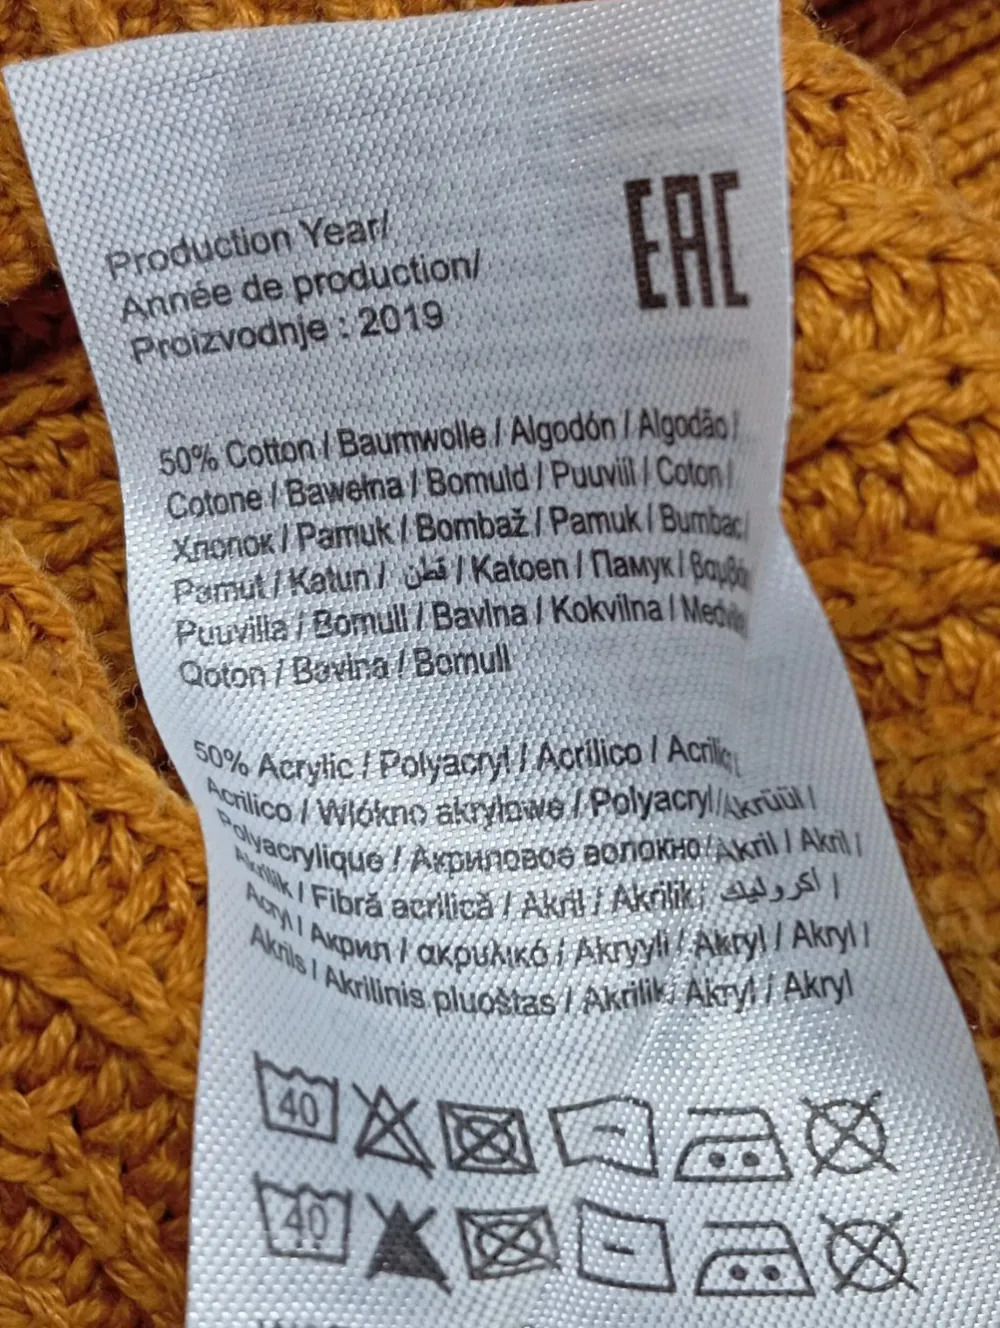 EAC
Production Year/
Année de production/
Proizvodnje : 2019
50% Cotton / Baumwolle / Algodón / Algodão /
Cotone / Bawełna / Bomuld / Puuviil / Coton /
Хлопок / Pamuk / Bombaž / Pamuk / Bumbac /
Pamut / Katun / قطن / Katoen / Памук /
Puuvilla / Bomull / Bavlna / Kokvilna /
Qoton / Bavlna / Bomull
50% Acrylic / Polyacryl / Acrílico / Acrílico /
Acrilico / Włókno akrylowe / Polyacryl / Akrüül /
Polyacrylique / Акриловое волокно / Akril / Akril /
Akrilik / Fibră acrilică / Akril / Akrilik / اكروليك /
Acryl / Акрил / ακρυλικό / Akryyli / Akryl / Akryl /
Akrils / Akrilinis pluoštas / Akrilik / Akryl / Akryl
40
40